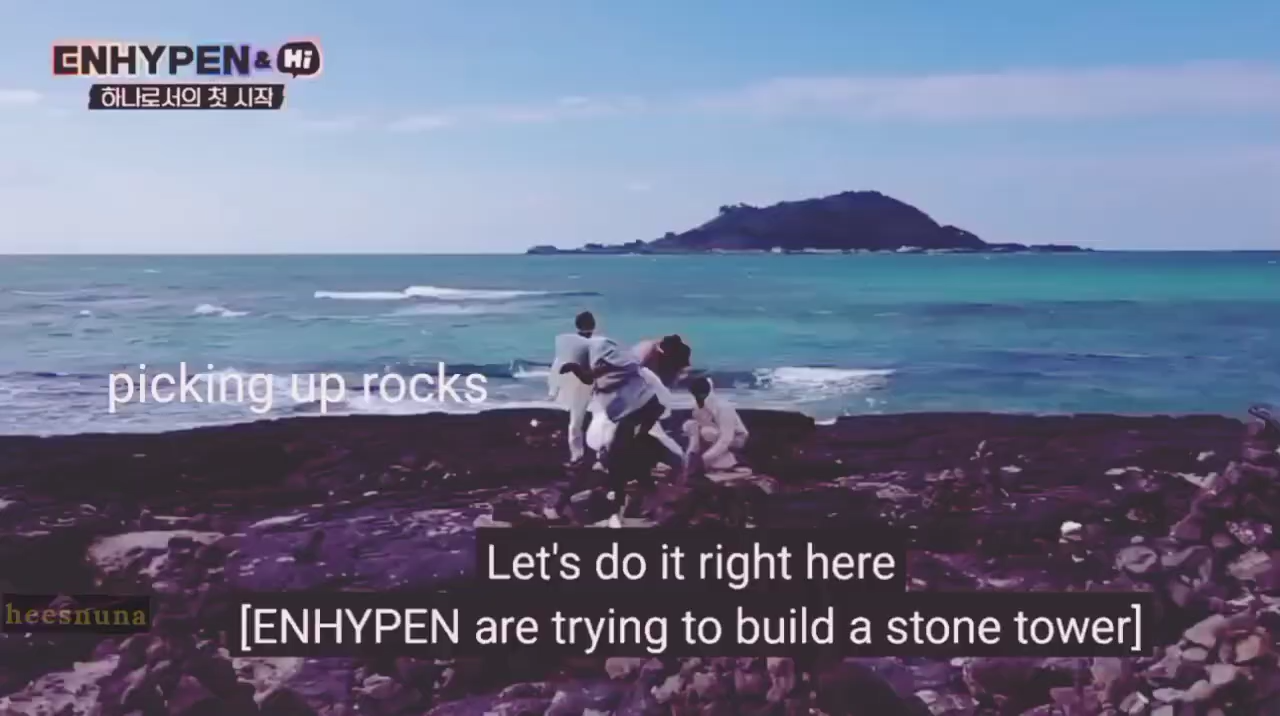 ENHYPEN & Hi
하나로서의 첫 시작
picking up rocks
Let's do it right here
[ENHYPEN are trying to build a stone tower]
heesnuna